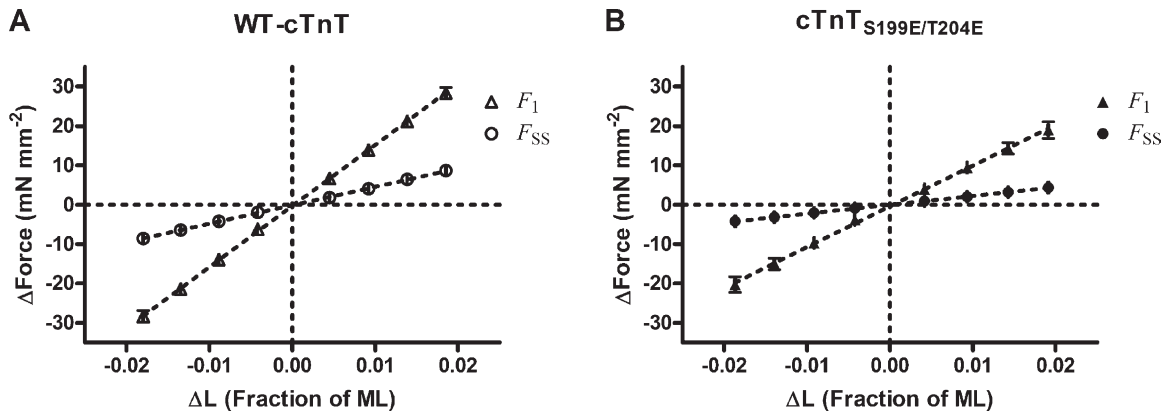 A
WT-cTnT
ΔForce (mN mm-2)
30
20
10
0
-10
-20
-30
-0.02
-0.01
0.00
0.01
0.02
ΔL (Fraction of ML)
F1
FSS
B
cTnTS199E/T204E
ΔForce (mN mm-2)
30
20
10
0
-10
-20
-30
-0.02
-0.01
0.00
0.01
0.02
ΔL (Fraction of ML)
F1
FSS